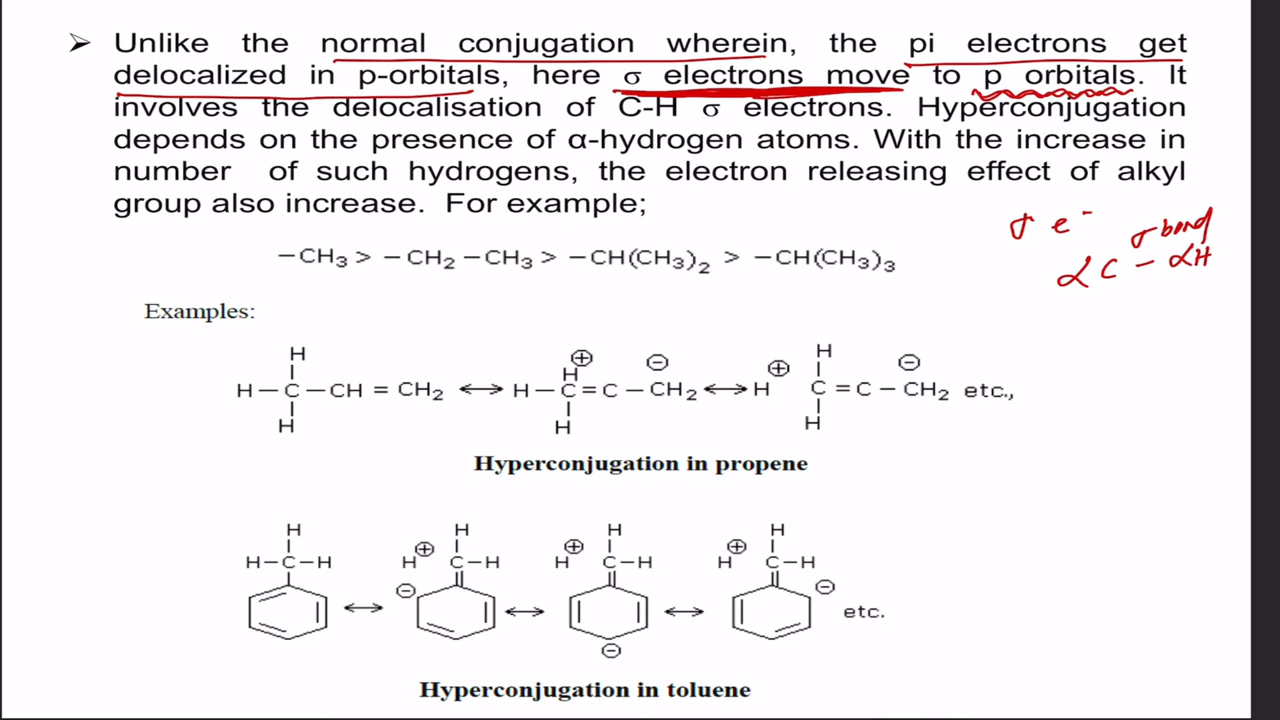 ➢ Unlike the normal conjugation wherein, the pi electrons get
delocalized in p-orbitals, here σ electrons move to p orbitals. It
involves the delocalisation of C-H σ electrons. Hyperconjugation
depends on the presence of α-hydrogen atoms. With the increase in
number of such hydrogens, the electron releasing effect of alkyl
group also increase. For example;
σ e⁻
σ bond
αC – αH
–CH₃ > –CH₂–CH₃ > –CH(CH₃)₂ > –CH(CH₃)₃
Examples:
H H
H ⊕ ⊖ ⊕ ⊖
H–C–CH=CH₂ ↔ H–C=C–CH₂ ↔ H C=C–CH₂ etc.,
H H H
Hyperconjugation in propene
H H H H
H–C–H H ⊕ C–H H ⊕ C–H H ⊕ C–H
⊖ ⊖
↔ ↔ ↔ etc.
⊖
Hyperconjugation in toluene